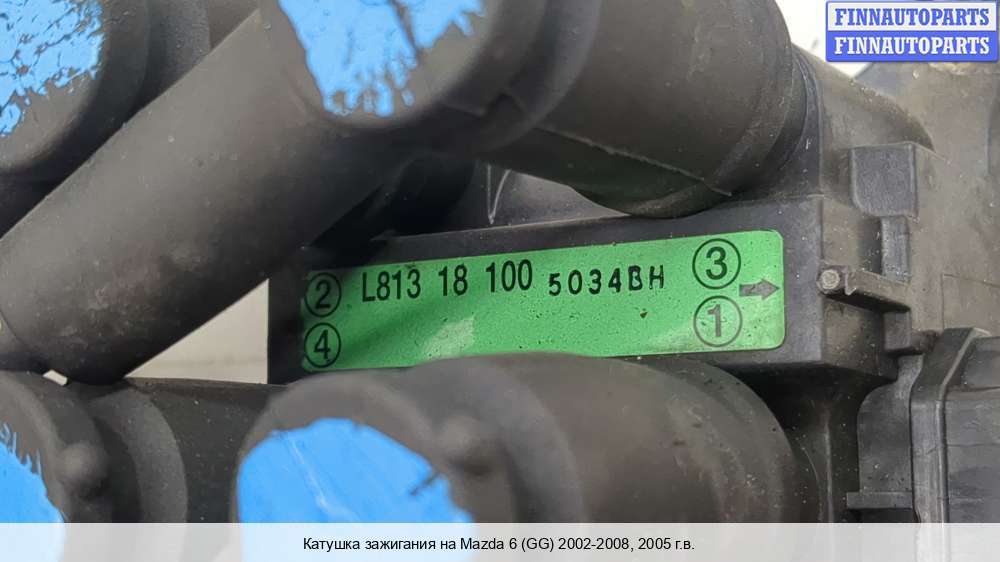 FINNAUTOPARTS
FINNAUTOPARTS
② L813 18 100 5034BH ③
④ ① →
Катушка зажигания на Mazda 6 (GG) 2002-2008, 2005 г.в.